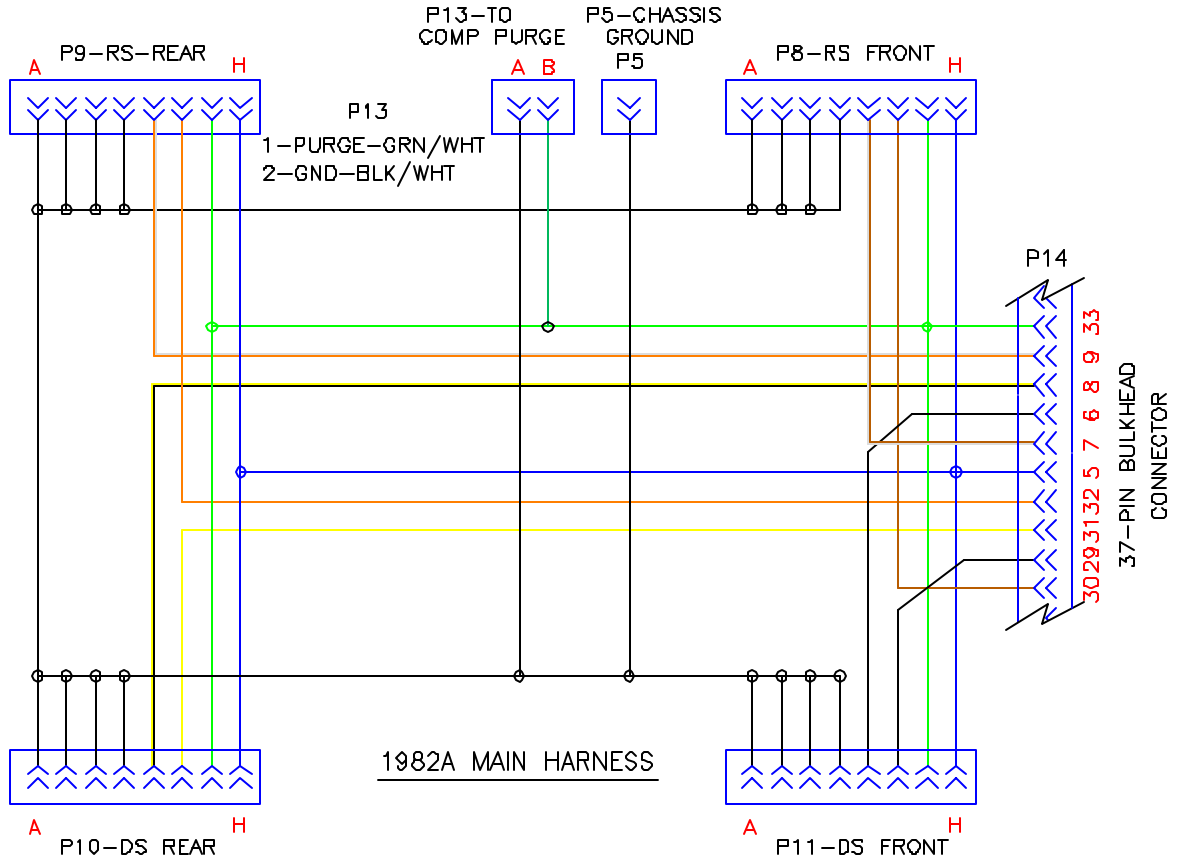 P13-TO
COMP PURGE
P5-CHASSIS
GROUND
P5
P9-RS-REAR
A
H
A
B
P8-RS FRONT
A
H
P13
1-PURGE-GRN/WHT
2-GND-BLK/WHT
P14
33
9
8
6
7
5
32
31
29
30
37-PIN BULKHEAD
CONNECTOR
1982A MAIN HARNESS
A
H
P10-DS REAR
A
H
P11-DS FRONT